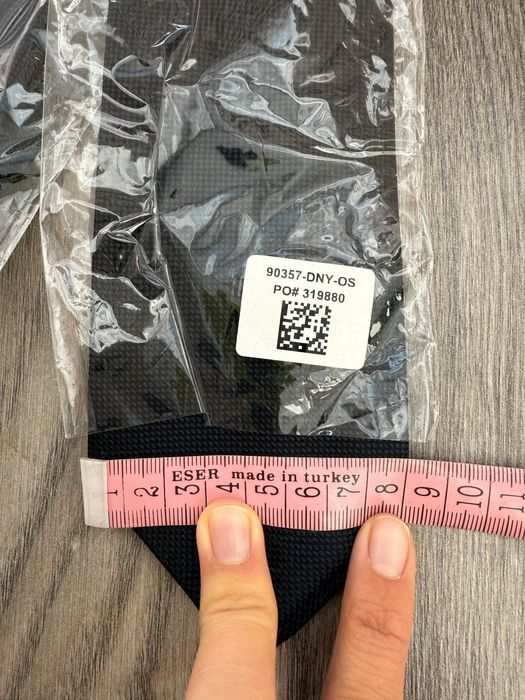 90357-DNY-OS
PO# 319880
ESER made in turkey
1 2 3 4 5 6 7 8 9 10 11